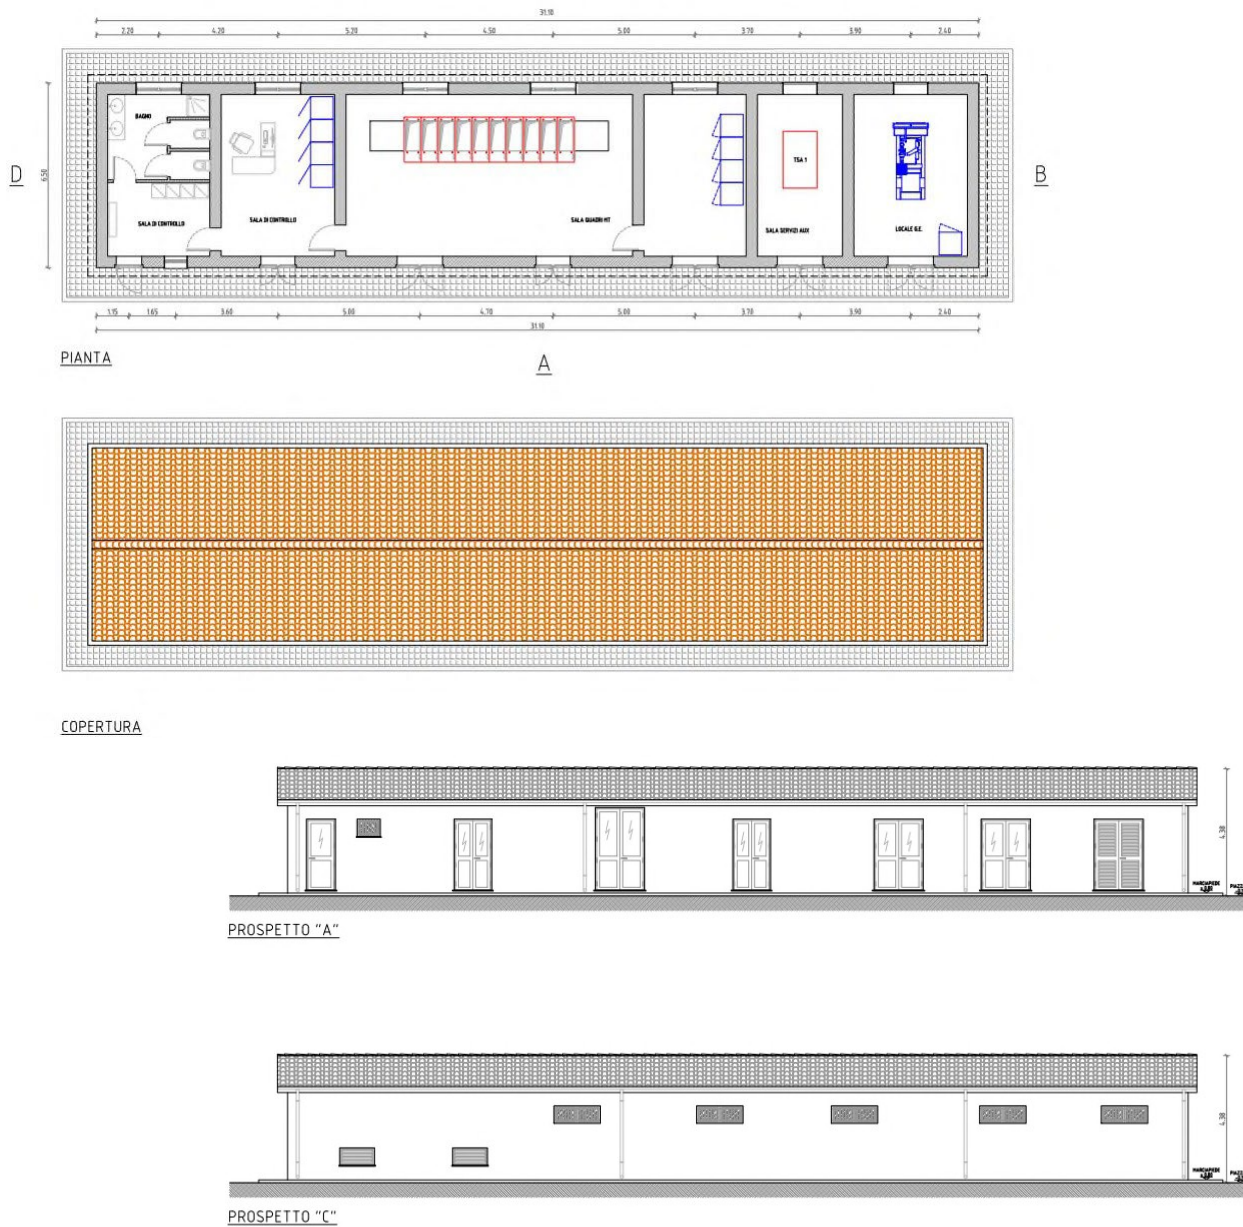 31.10
2.20 4.20 5.20 4.50 5.00 3.70 3.90 2.40
BAGNO
TSA 1
D
6.50
B
SALA DI CONTROLLO
SALA DI CONTROLLO
SALA QUADRI MT
SALA SERVIZI AUX
LOCALE G.E.
1.15 1.65 3.60 5.00 4.70 5.00 3.70 3.90 2.40
31.10
PIANTA
A
COPERTURA
4.38
MARCIAPIEDE
PROSPETTO "A"
4.38
MARCIAPIEDE
PROSPETTO "C"